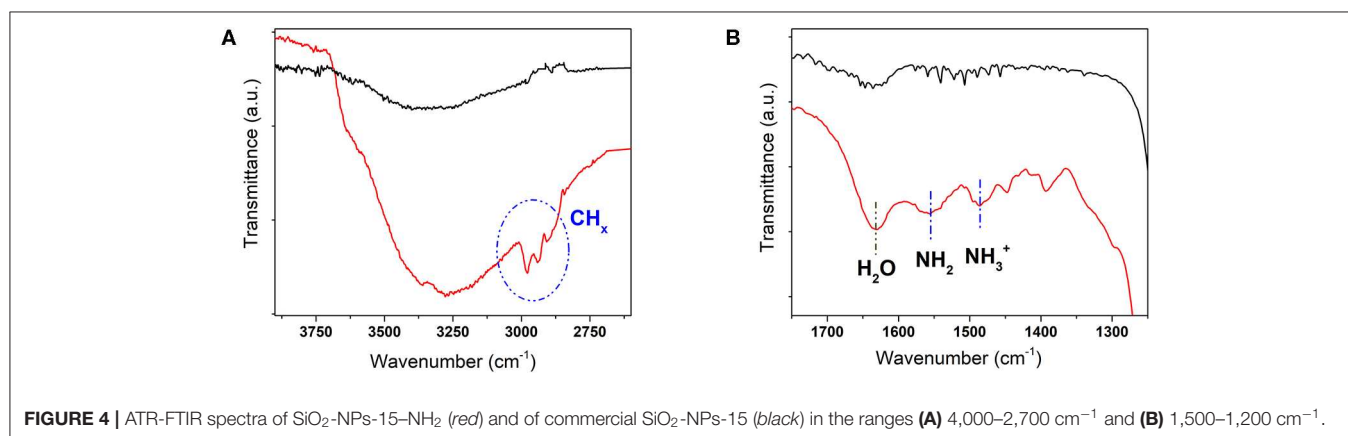 A
B
Transmittance (a.u.)
CHₓ
3750 3500 3250 3000 2750
Wavenumber (cm⁻¹)
Transmittance (a.u.)
H₂O
NH₂
NH₃⁺
1700 1600 1500 1400 1300
Wavenumber (cm⁻¹)
FIGURE 4 | ATR-FTIR spectra of SiO₂-NPs-15–NH₂ (red) and of commercial SiO₂-NPs-15 (black) in the ranges (A) 4,000–2,700 cm⁻¹ and (B) 1,500–1,200 cm⁻¹.